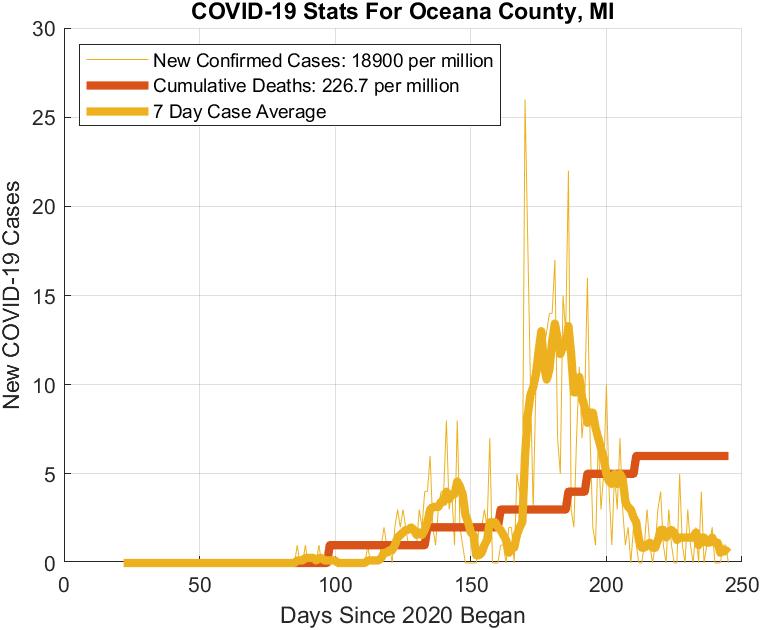 COVID-19 Stats For Oceana County, MI
30
25
20
15
10
5
0
New COVID-19 Cases
New Confirmed Cases: 18900 per million
Cumulative Deaths: 226.7 per million
7 Day Case Average
0 50 100 150 200 250
Days Since 2020 Began